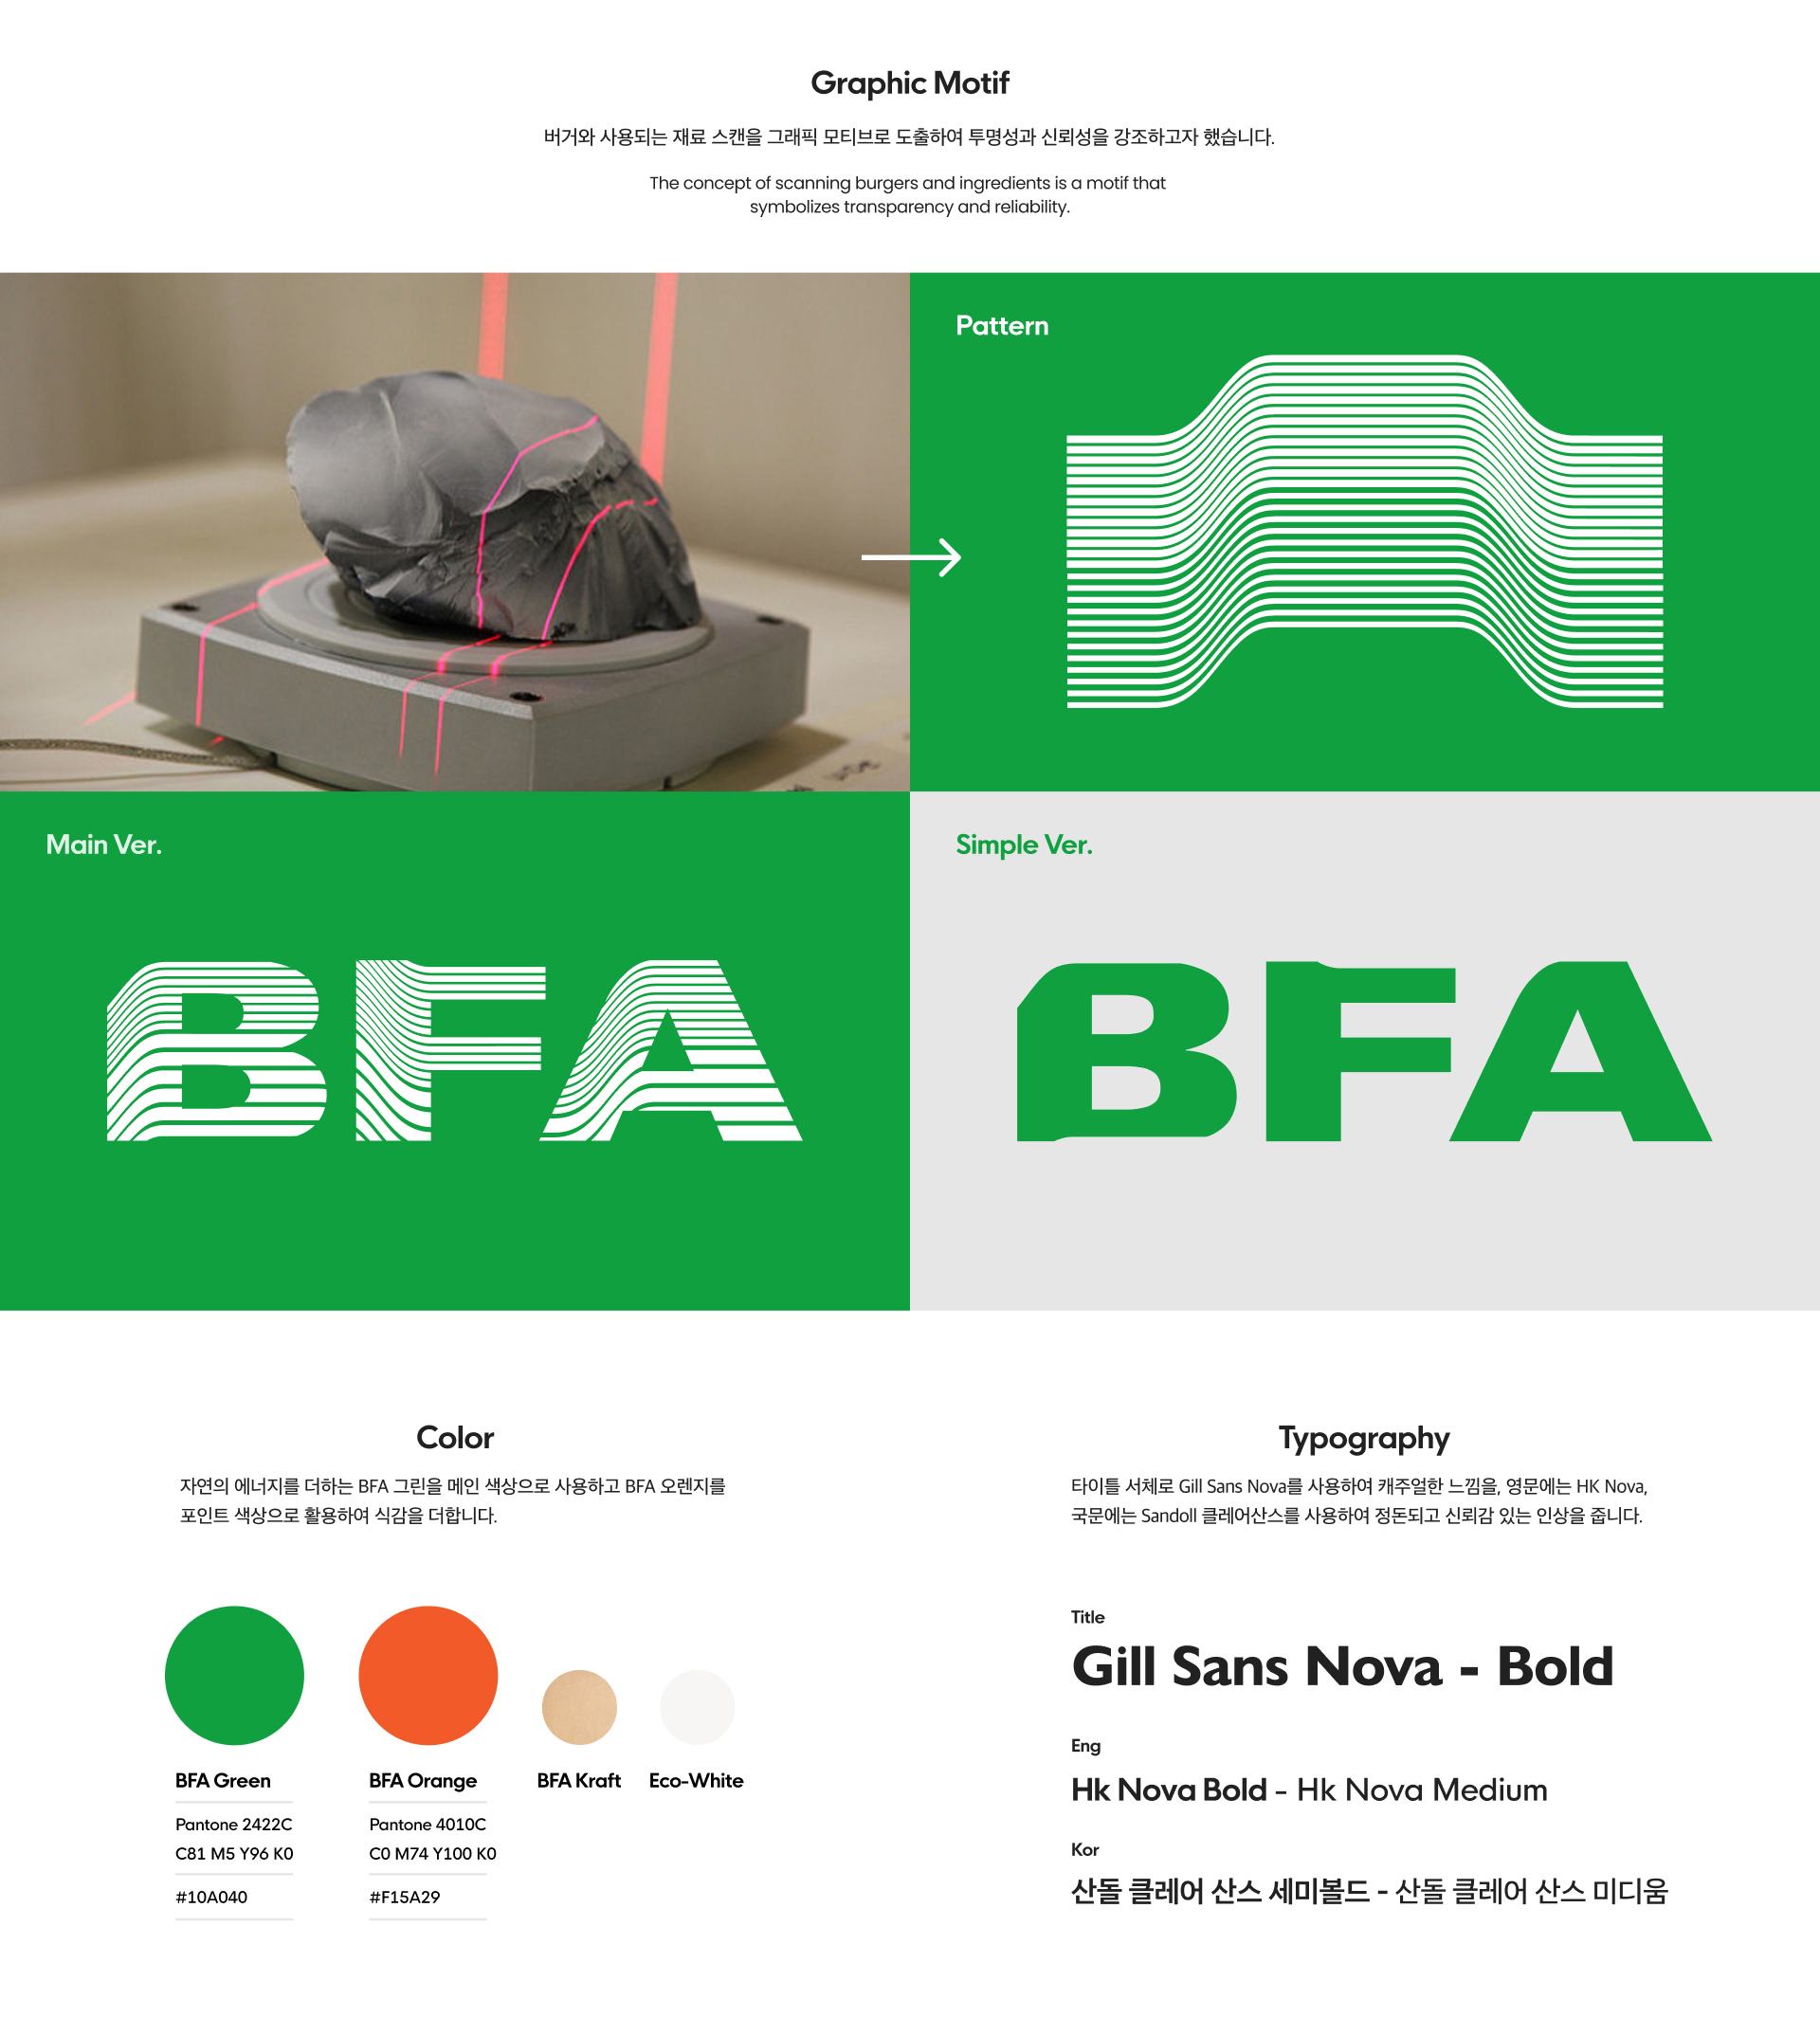 Graphic Motif
버거와 사용되는 재료 스캔을 그래픽 모티브로 도출하여 투명성과 신뢰성을 강조하고자 했습니다.
The concept of scanning burgers and ingredients is a motif that
symbolizes transparency and reliability.
Pattern
Main Ver.
BFA
Simple Ver.
BFA
Color
자연의 에너지를 더하는 BFA 그린을 메인 색상으로 사용하고 BFA 오렌지를
포인트 색상으로 활용하여 식감을 더합니다.
BFA Green
Pantone 2422C
C81 M5 Y96 K0
#10A040
BFA Orange
Pantone 4010C
C0 M74 Y100 K0
#F15A29
BFA Kraft
Eco-White
Typography
타이틀 서체로 Gill Sans Nova를 사용하여 캐주얼한 느낌을, 영문에는 HK Nova,
국문에는 Sandoll 클레어산스를 사용하여 정돈되고 신뢰감 있는 인상을 줍니다.
Title
Gill Sans Nova - Bold
Eng
Hk Nova Bold - Hk Nova Medium
Kor
산돌 클레어 산스 세미볼드 - 산돌 클레어 산스 미디움